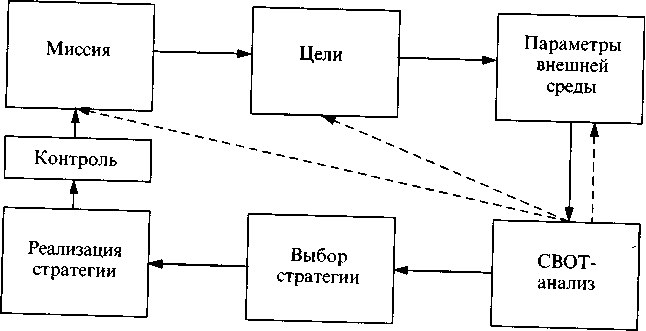 Миссия
Цели
Параметры
внешней
среды
Контроль
Реализация
стратегии
Выбор
стратегии
СВОТ-
анализ